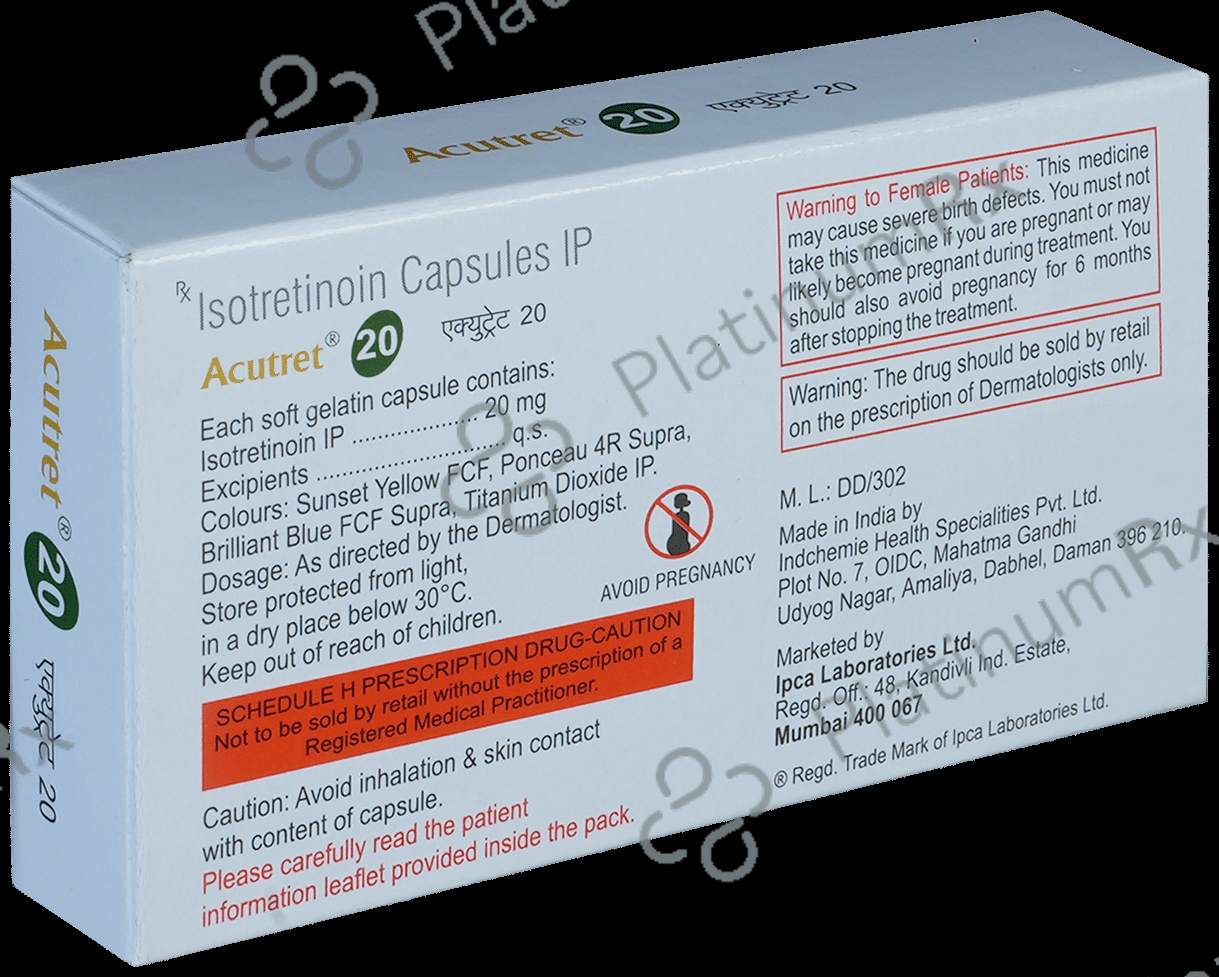 Acutret® 20 एक्युट्रेट 20
Rx Isotretinoin Capsules IP
Acutret® 20 एक्युट्रेट 20
Each soft gelatin capsule contains:
Isotretinoin IP .................... 20 mg
Excipients ............................ q.s.
Colours: Sunset Yellow FCF, Ponceau 4R Supra,
Brilliant Blue FCF Supra, Titanium Dioxide IP.
Dosage: As directed by the Dermatologist.
Store protected from light,
in a dry place below 30°C.
Keep out of reach of children.
AVOID PREGNANCY
SCHEDULE H PRESCRIPTION DRUG-CAUTION
Not to be sold by retail without the prescription of a
Registered Medical Practitioner.
Caution: Avoid inhalation & skin contact
with content of capsule.
Please carefully read the patient
information leaflet provided inside the pack.
Warning to Female Patients: This medicine
may cause severe birth defects. You must not
take this medicine if you are pregnant or may
likely become pregnant during treatment. You
should also avoid pregnancy for 6 months
after stopping the treatment.
Warning: The drug should be sold by retail
on the prescription of Dermatologists only.
M. L.: DD/302
Made in India by
Indchemie Health Specialities Pvt. Ltd.
Plot No. 7, OIDC, Mahatma Gandhi
Udyog Nagar, Amaliya, Dabhel, Daman 396 210.
Marketed by
Ipca Laboratories Ltd.
Regd. Off.: 48, Kandivli Ind. Estate,
Mumbai 400 067
® Regd. Trade Mark of Ipca Laboratories Ltd.
Acutret® 20 एक्युट्रेट 20
Pla
PlatinumRx
PlatinumRx
Rx